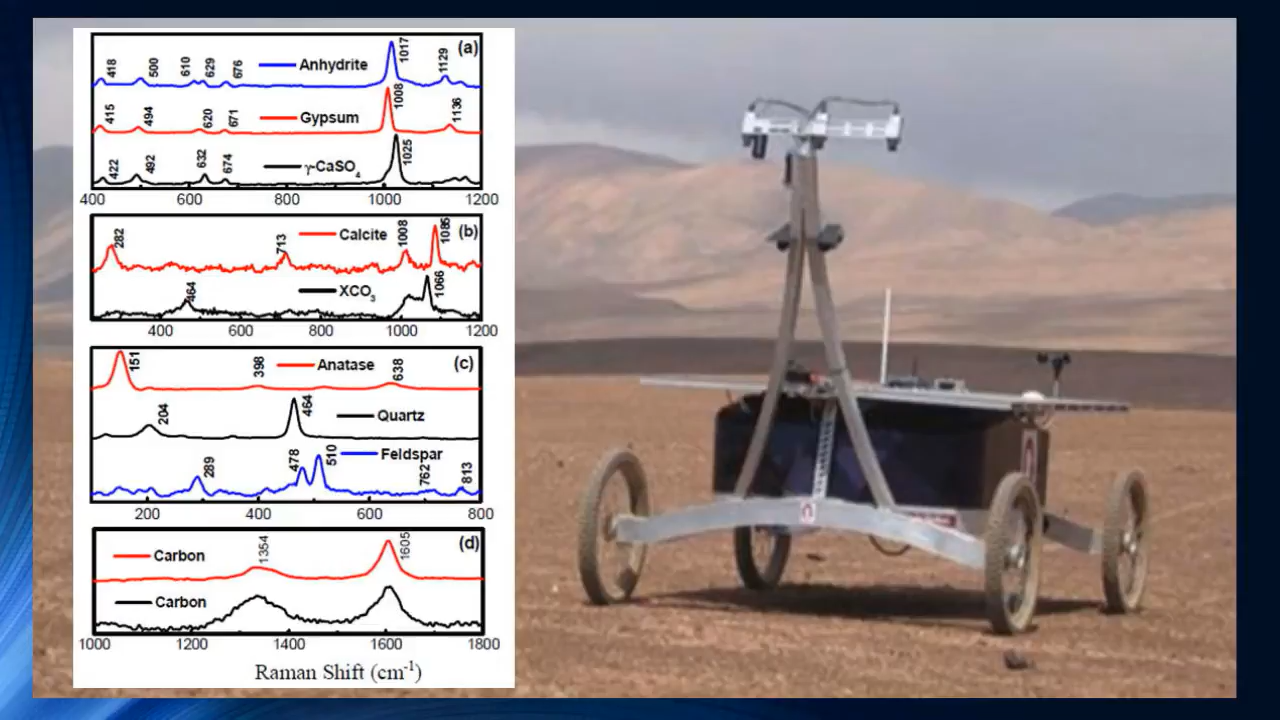 (a)
418 500 610 629 676 1017 1129
Anhydrite
415 494 620 671 1008 1136
Gypsum
422 492 632 674 1025
γ-CaSO4
400 600 800 1000 1200
(b)
282 713 1008 1085
Calcite
464 1066
XCO3
400 600 800 1000 1200
(c)
151 398 638
Anatase
204 464
Quartz
289 478 510 762 813
Feldspar
200 400 600 800
(d)
1354 1605
Carbon
Carbon
1000 1200 1400 1600 1800
Raman Shift (cm-1)